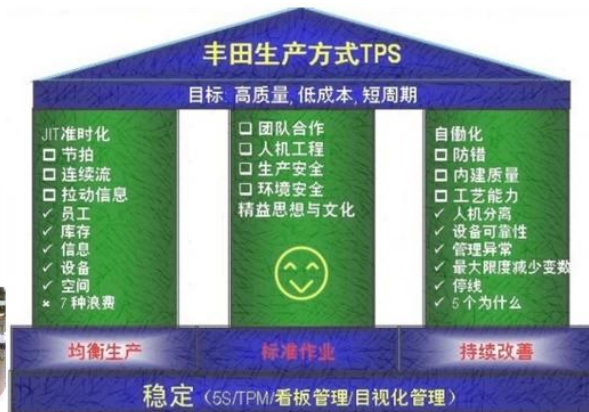 丰田生产方式TPS
目标: 高质量, 低成本, 短周期
JIT准时化
节拍
连续流
拉动信息
员工
库存
信息
设备
空间
7种浪费
团队合作
人机工程
生产安全
环境安全
精益思想与文化
自働化
防错
内建质量
工艺能力
人机分离
设备可靠性
管理异常
最大限度减少变数
停线
5个为什么
均衡生产
标准作业
持续改善
稳定（5S/TPM/看板管理/目视化管理）